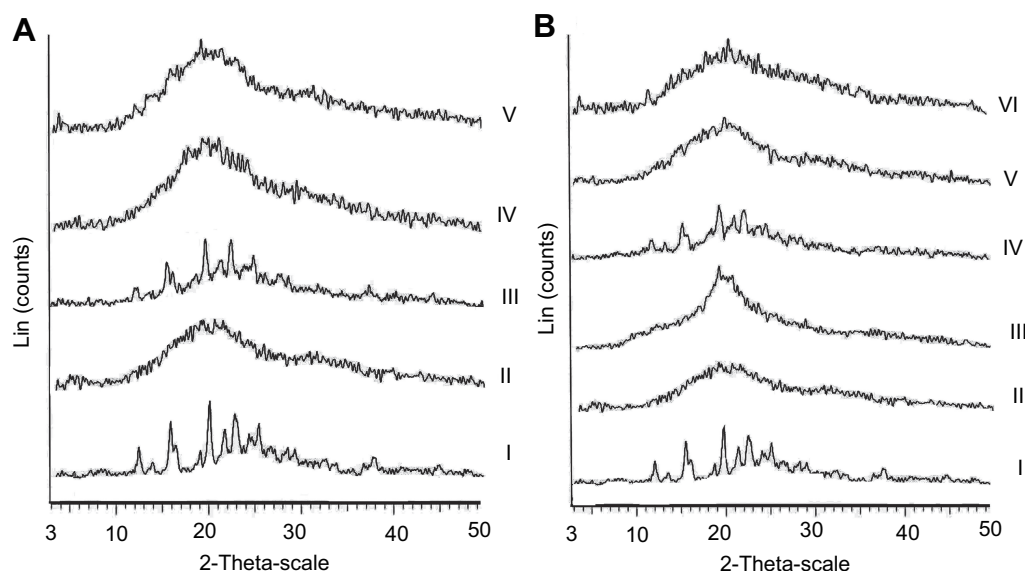 A
V
IV
III
II
I
Lin (counts)
3 10 20 30 40 50
2-Theta-scale
B
VI
V
IV
III
II
I
Lin (counts)
3 10 20 30 40 50
2-Theta-scale